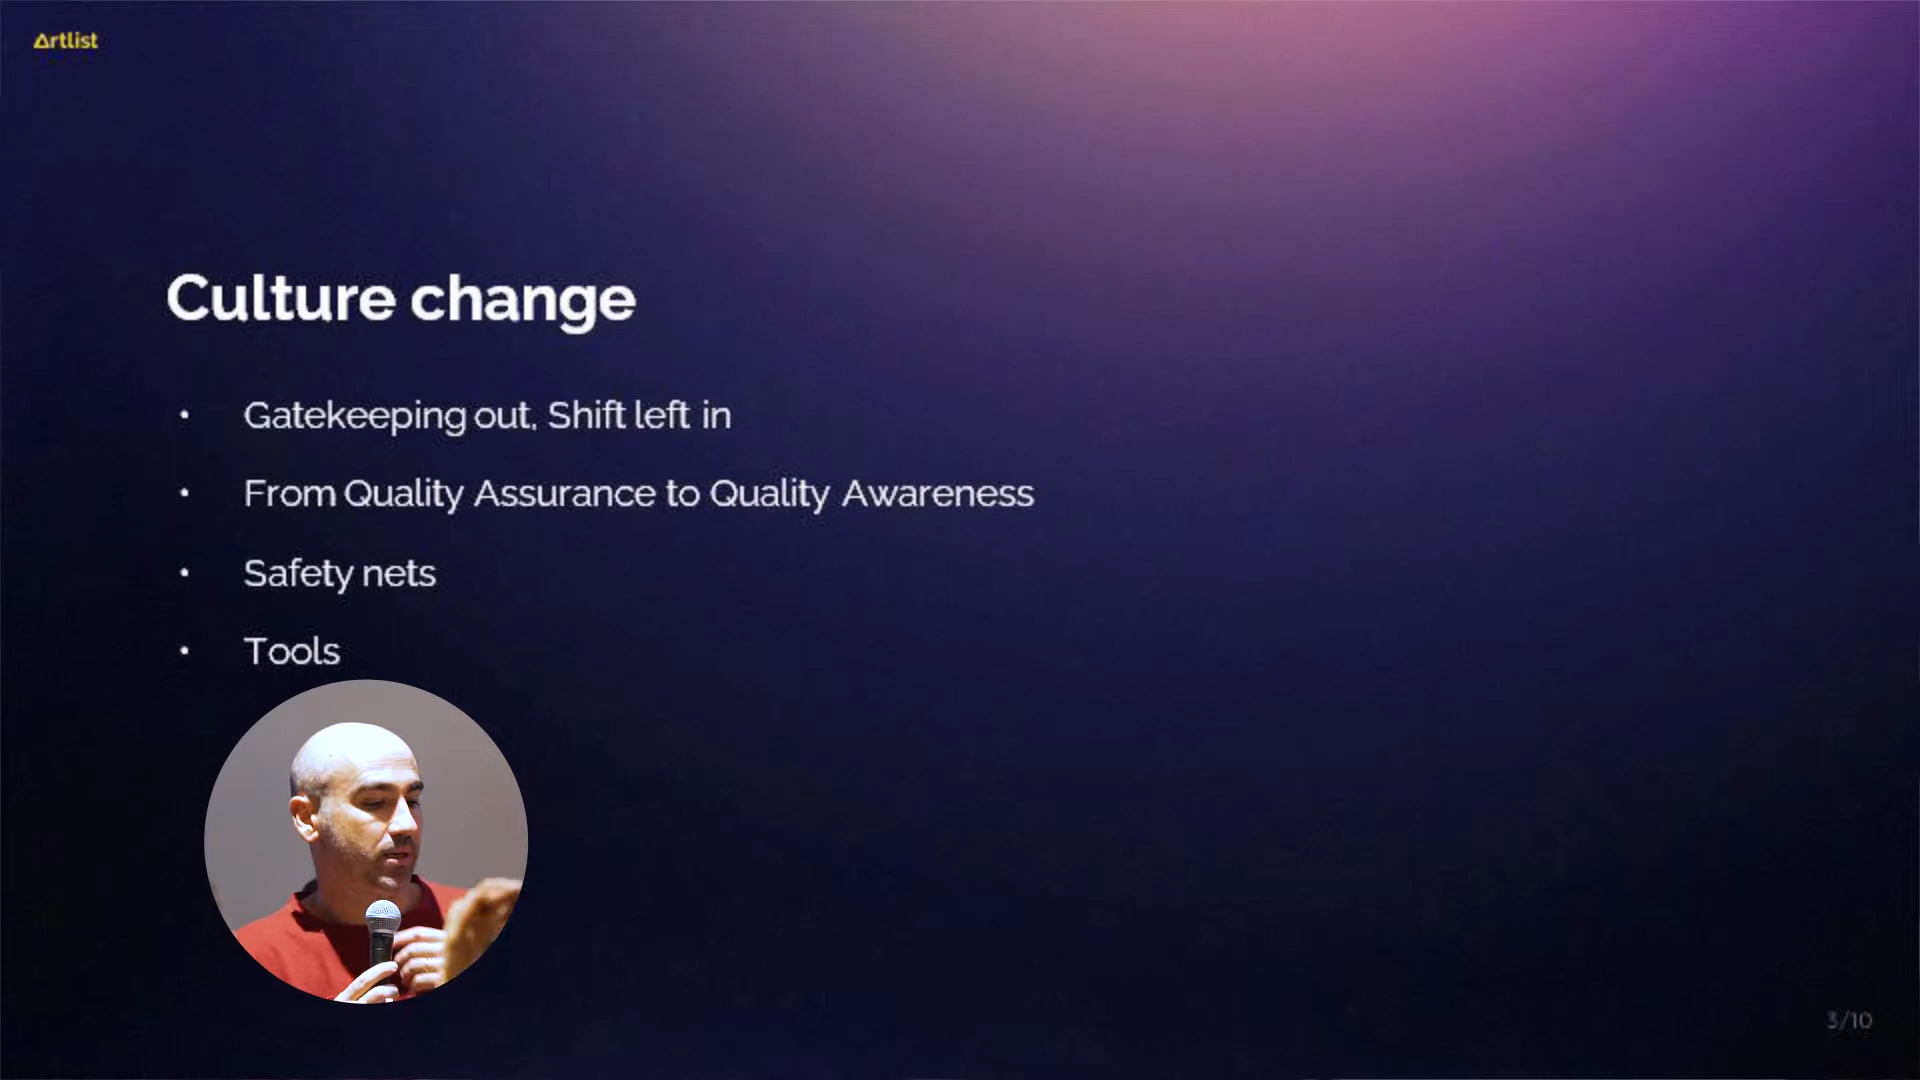 Artlist
Culture change
• Gatekeeping out, Shift left in
• From Quality Assurance to Quality Awareness
• Safety nets
• Tools
3/10